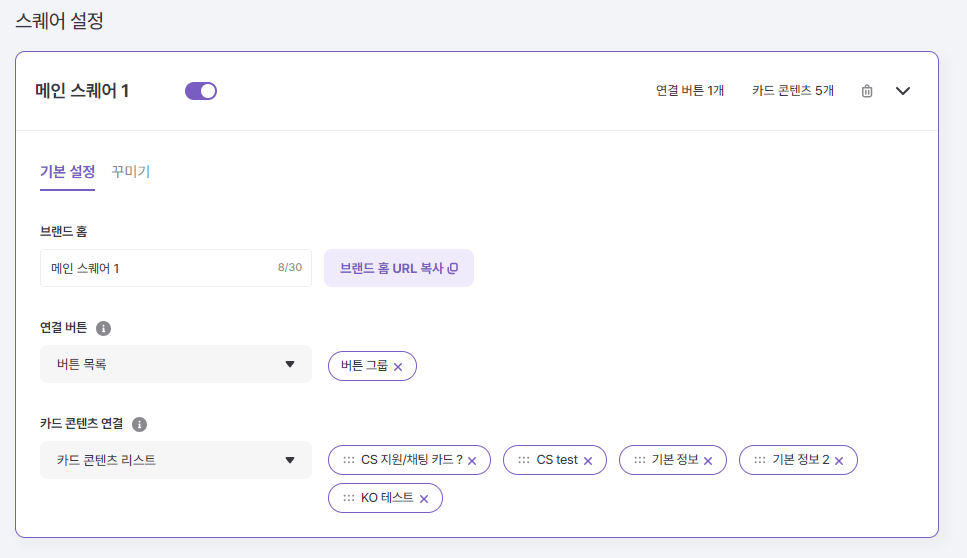 스퀘어 설정
메인 스퀘어 1
연결 버튼 1개 카드 콘텐츠 5개
기본 설정 꾸미기
브랜드 홈
메인 스퀘어 1 8/30 브랜드 홈 URL 복사
연결 버튼
버튼 목록 버튼 그룹
카드 콘텐츠 연결
카드 콘텐츠 리스트 CS 지원/채팅 카드 ? CS test 기본 정보 기본 정보 2
KO 테스트